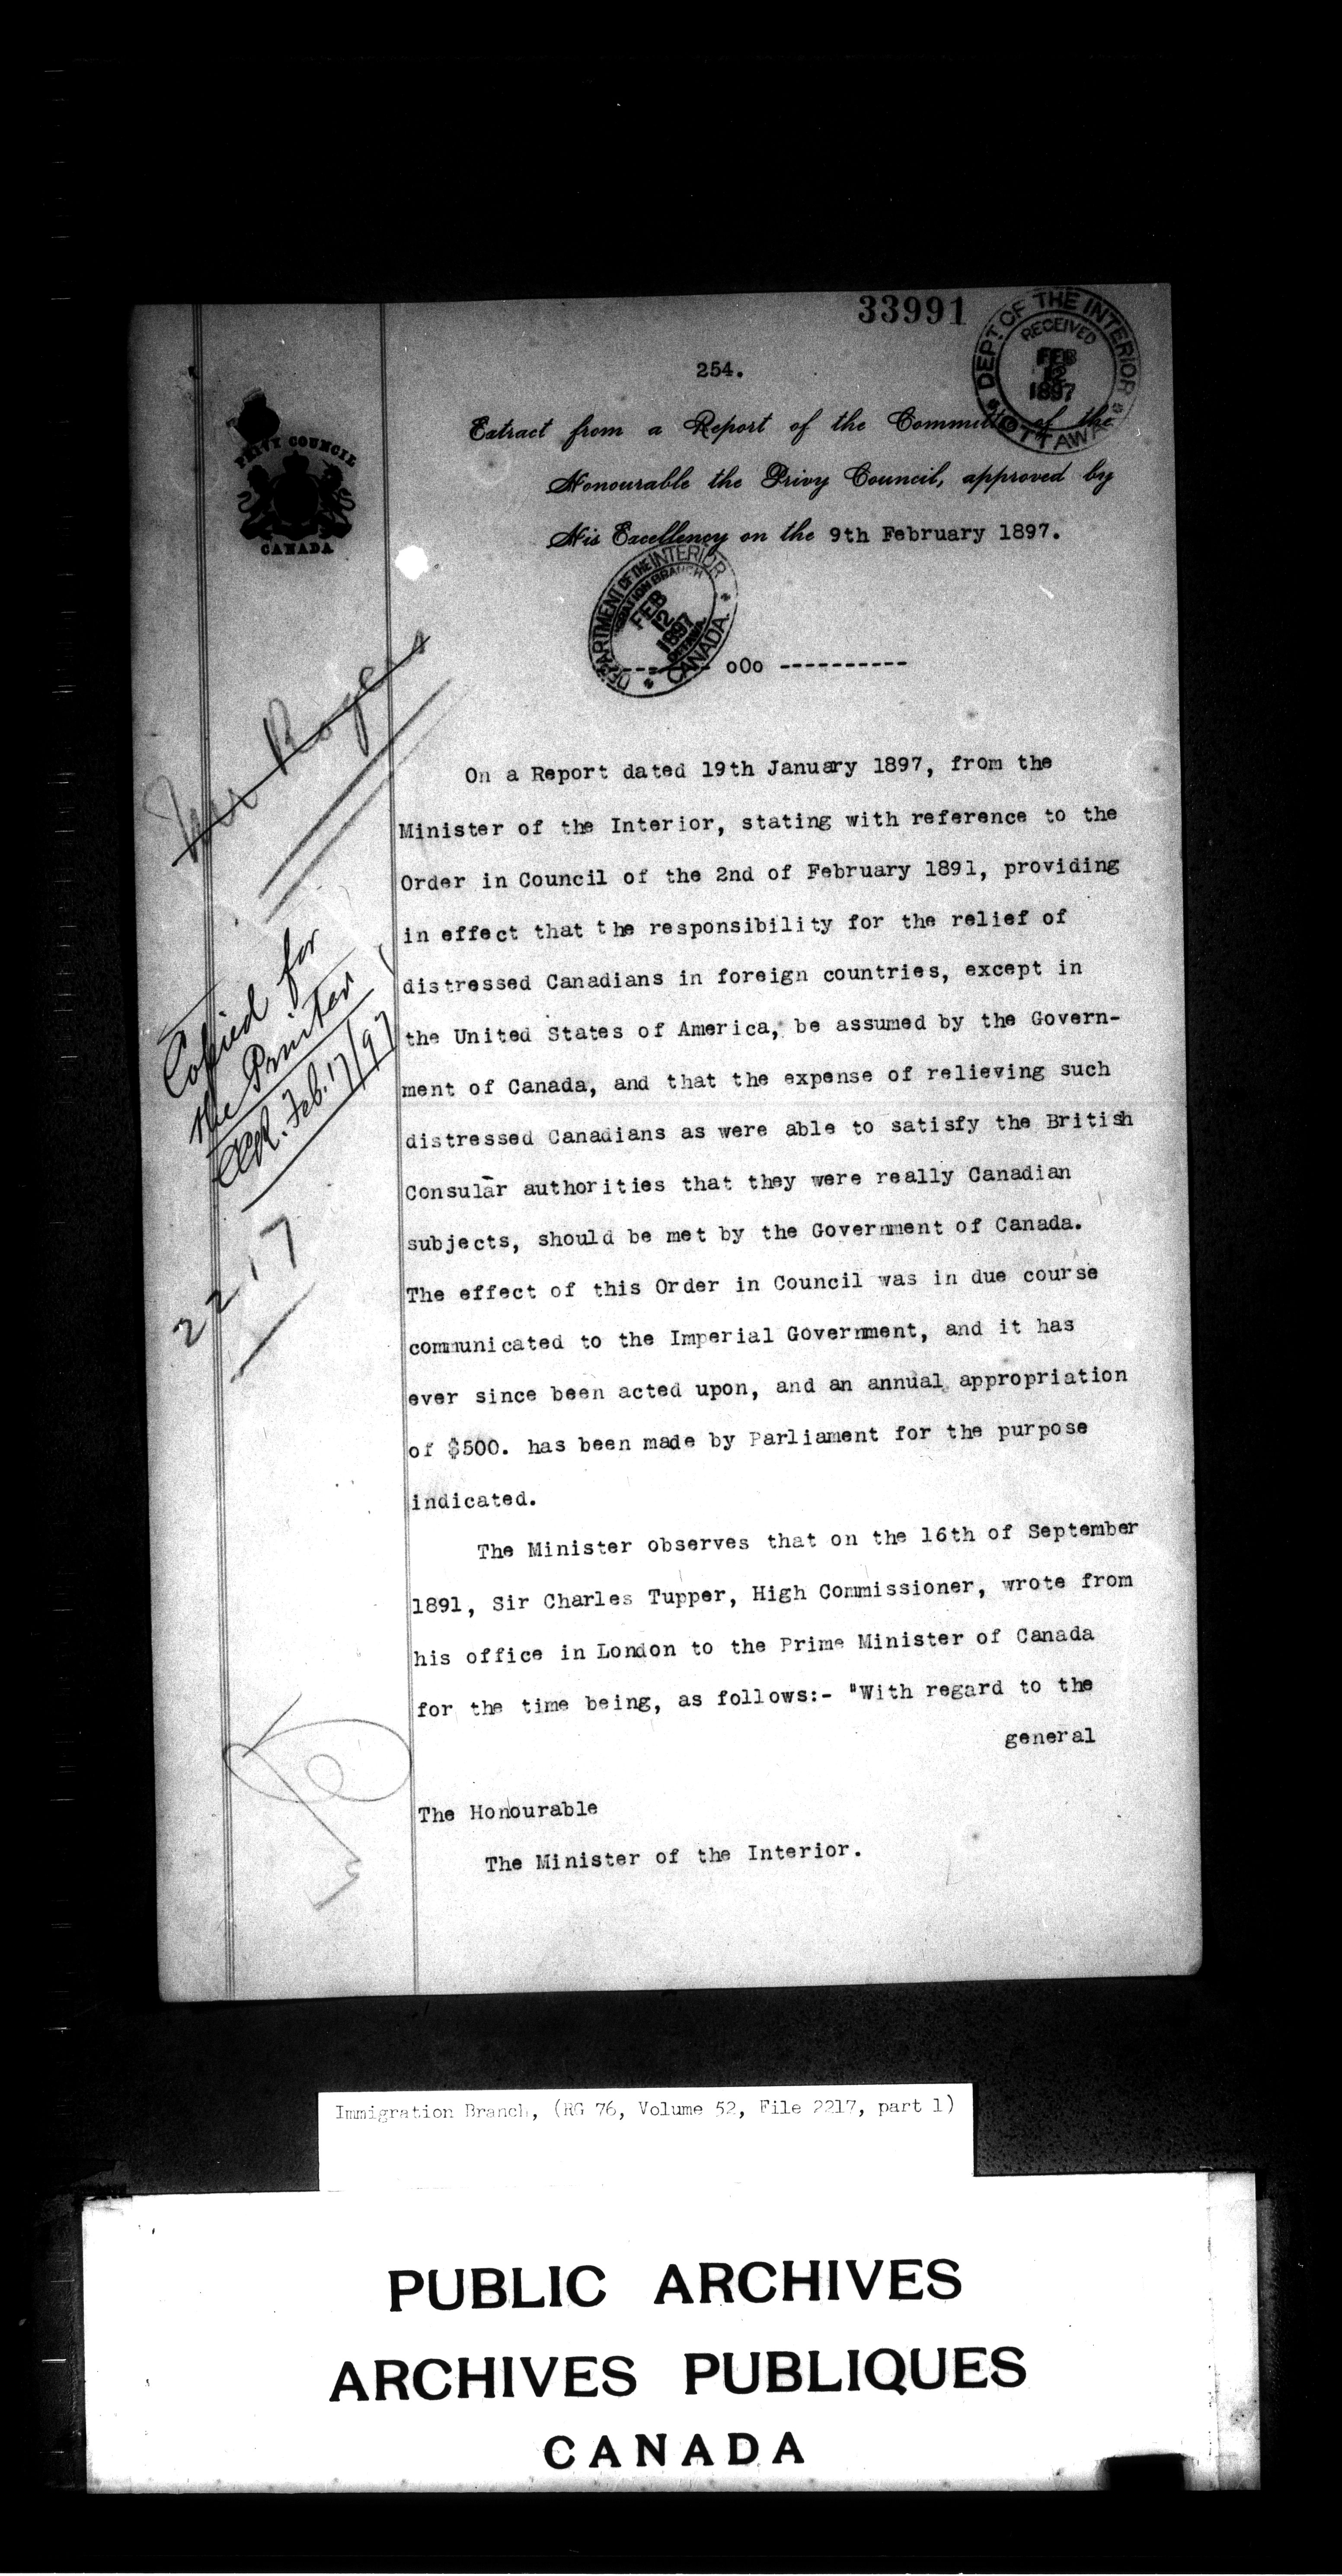 33991
DEPT. OF THE INTERIOR
RECEIVED
FEB
12
1897
OTTAWA
254.
PRIVY COUNCIL
CANADA
Extract from a Report of the Committee of the
Honourable the Privy Council, approved by
His Excellency on the 9th February 1897.
DEPARTMENT OF THE INTERIOR
FEB
12
1897
CANADA.
oOo ----------
Copied for
the Printer
Feb. 17/97
2217
On a Report dated 19th January 1897, from the
Minister of the Interior, stating with reference to the
Order in Council of the 2nd of February 1891, providing
in effect that the responsibility for the relief of
distressed Canadians in foreign countries, except in
the United States of America, be assumed by the Govern-
ment of Canada, and that the expense of relieving such
distressed Canadians as were able to satisfy the British
Consular authorities that they were really Canadian
subjects, should be met by the Government of Canada.
The effect of this Order in Council was in due course
communicated to the Imperial Government, and it has
ever since been acted upon, and an annual appropriation
of $500. has been made by Parliament for the purpose
indicated.
The Minister observes that on the 16th of September
1891, Sir Charles Tupper, High Commissioner, wrote from
his office in London to the Prime Minister of Canada
for the time being, as follows:- "With regard to the
general
The Honourable
The Minister of the Interior.
Immigration Branch, (RG 76, Volume 52, File 2217, part 1)
PUBLIC ARCHIVES
ARCHIVES PUBLIQUES
CANADA